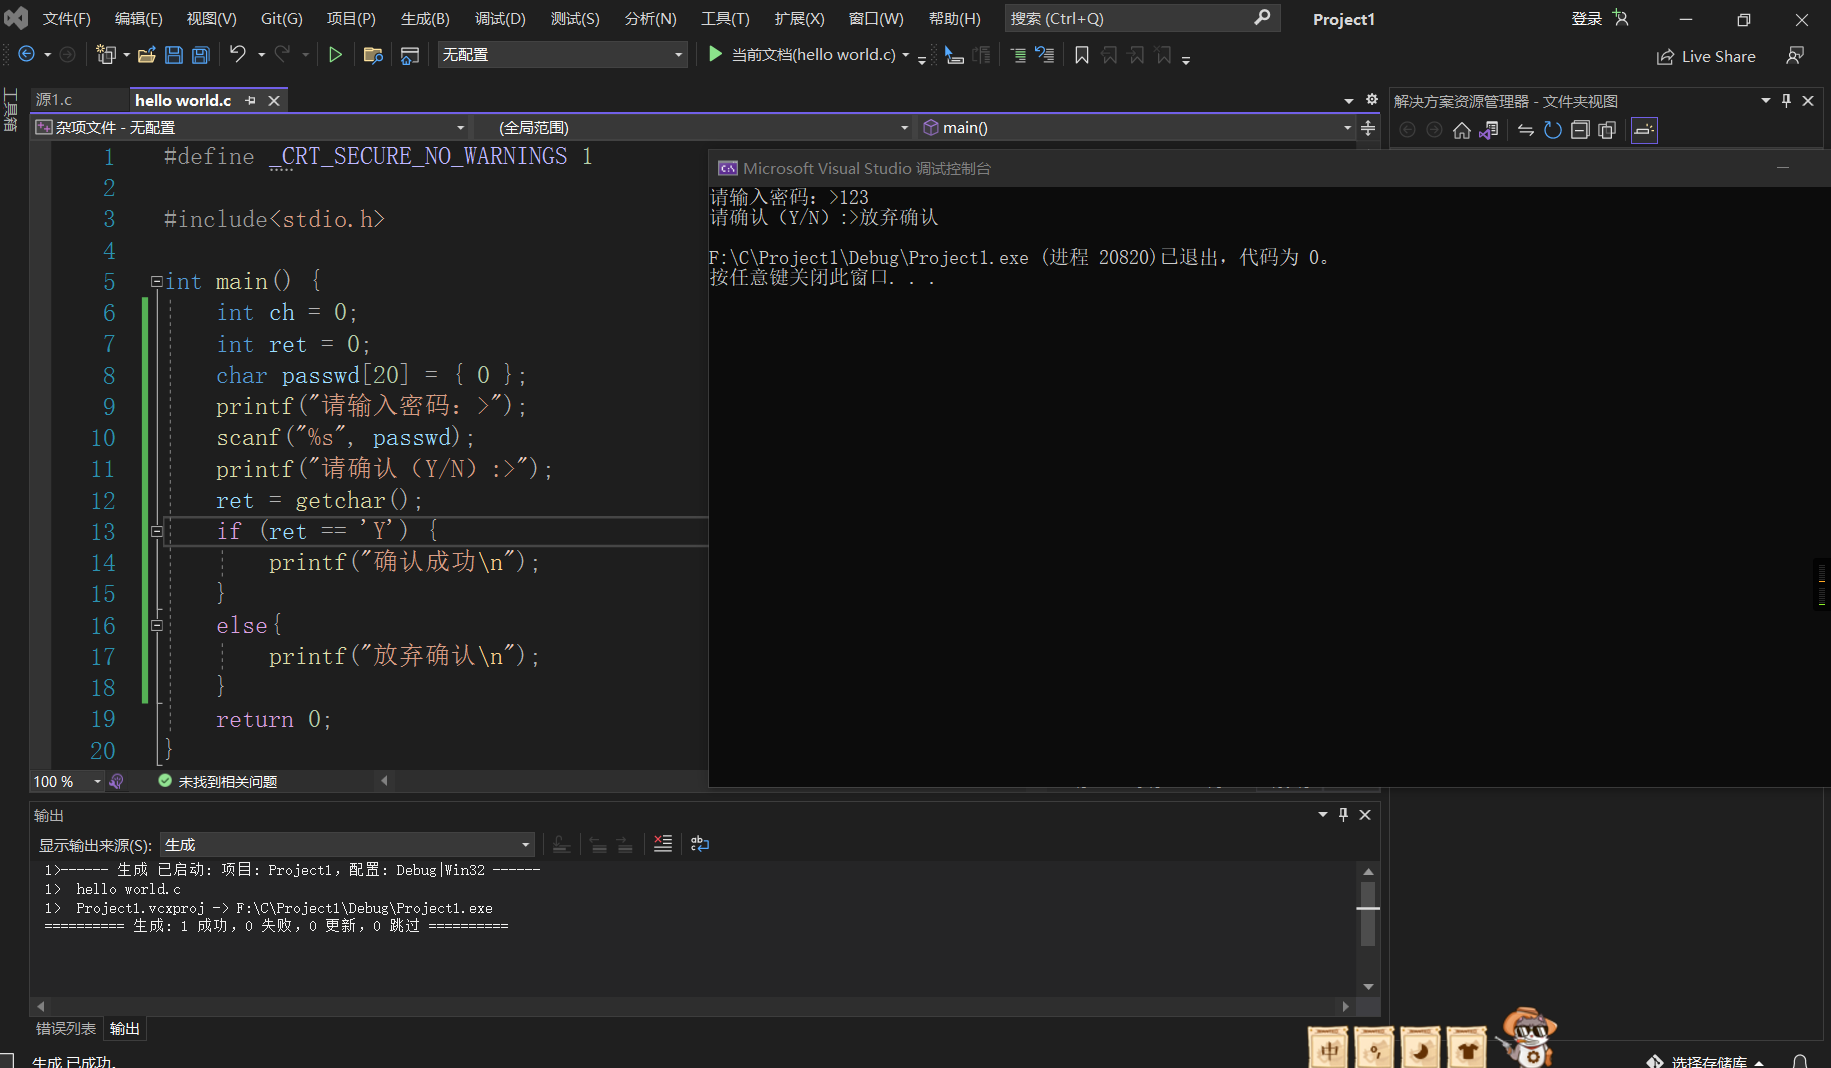 文件(F) 编辑(E) 视图(V) Git(G) 项目(P) 生成(B) 调试(D) 测试(S) 分析(N) 工具(T) 扩展(X) 窗口(W) 帮助(H) 搜索 (Ctrl+Q) Project1 登录
无配置 当前文档(hello world.c) Live Share
工具箱
源1.c hello world.c
杂项文件 - 无配置 (全局范围) main()
1 #define _CRT_SECURE_NO_WARNINGS 1
2
3 #include<stdio.h>
4
5 int main() {
6 int ch = 0;
7 int ret = 0;
8 char passwd[20] = { 0 };
9 printf("请输入密码：>");
10 scanf("%s", passwd);
11 printf("请确认（Y/N）:>");
12 ret = getchar();
13 if (ret == 'Y') {
14 printf("确认成功\n");
15 }
16 else{
17 printf("放弃确认\n");
18 }
19 return 0;
20 }
100 % 未找到相关问题
解决方案资源管理器 - 文件夹视图
Microsoft Visual Studio 调试控制台
请输入密码：>123
请确认（Y/N）:>放弃确认
F:\C\Project1\Debug\Project1.exe (进程 20820)已退出，代码为 0。
按任意键关闭此窗口. . .
输出
显示输出来源(S): 生成
1>------ 生成 已启动: 项目: Project1, 配置: Debug|Win32 ------
1> hello world.c
1> Project1.vcxproj -> F:\C\Project1\Debug\Project1.exe
========== 生成: 1 成功，0 失败，0 更新，0 跳过 ==========
错误列表 输出
生成已成功。
中
选择存储库